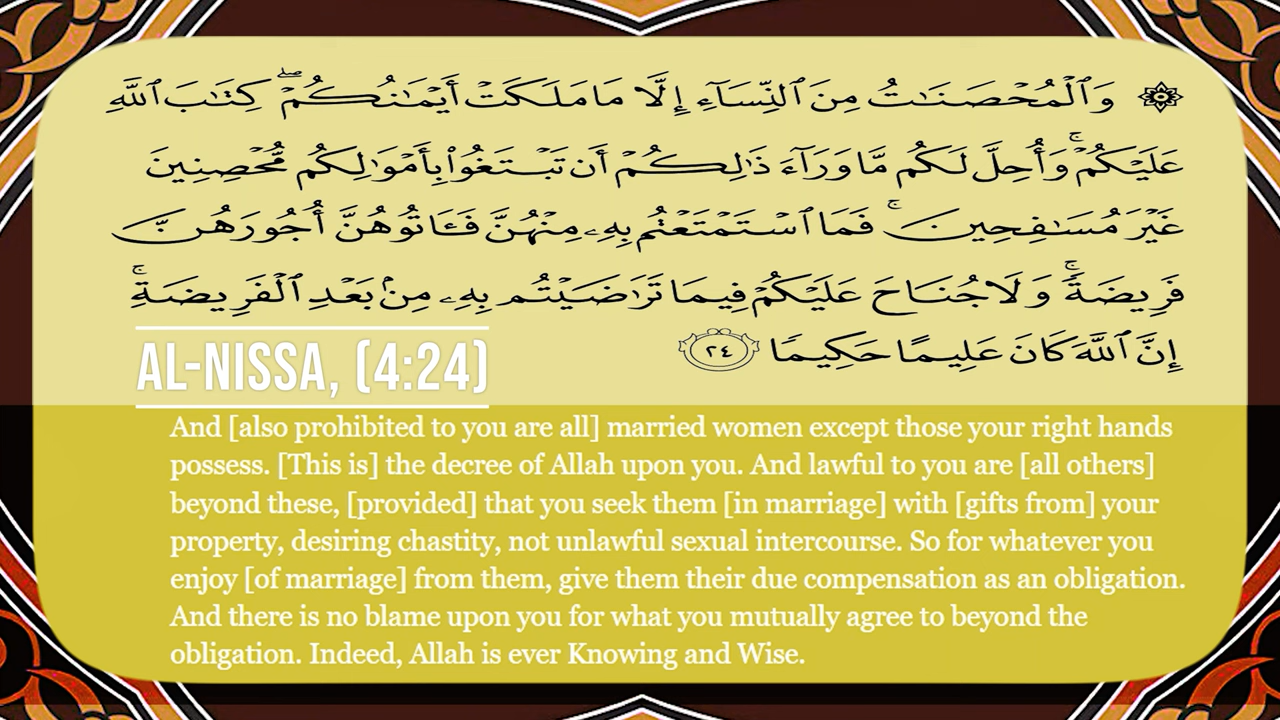 ۞ وَٱلْمُحْصَنَـٰتُ مِنَ ٱلنِّسَآءِ إِلَّا مَا مَلَكَتْ أَيْمَـٰنُكُمْ ۖ كِتَـٰبَ ٱللَّهِ
عَلَيْكُمْ ۚ وَأُحِلَّ لَكُم مَّا وَرَآءَ ذَٰلِكُمْ أَن تَبْتَغُوا۟ بِأَمْوَٰلِكُم مُّحْصِنِينَ
غَيْرَ مُسَـٰفِحِينَ ۚ فَمَا ٱسْتَمْتَعْتُم بِهِۦ مِنْهُنَّ فَـَٔاتُوهُنَّ أُجُورَهُنَّ
فَرِيضَةً ۚ وَلَا جُنَاحَ عَلَيْكُمْ فِيمَا تَرَٰضَيْتُم بِهِۦ مِنۢ بَعْدِ ٱلْفَرِيضَةِ ۚ
إِنَّ ٱللَّهَ كَانَ عَلِيمًا حَكِيمًا ٢٤
AL-NISSA, (4:24)
And [also prohibited to you are all] married women except those your right hands
possess. [This is] the decree of Allah upon you. And lawful to you are [all others]
beyond these, [provided] that you seek them [in marriage] with [gifts from] your
property, desiring chastity, not unlawful sexual intercourse. So for whatever you
enjoy [of marriage] from them, give them their due compensation as an obligation.
And there is no blame upon you for what you mutually agree to beyond the
obligation. Indeed, Allah is ever Knowing and Wise.